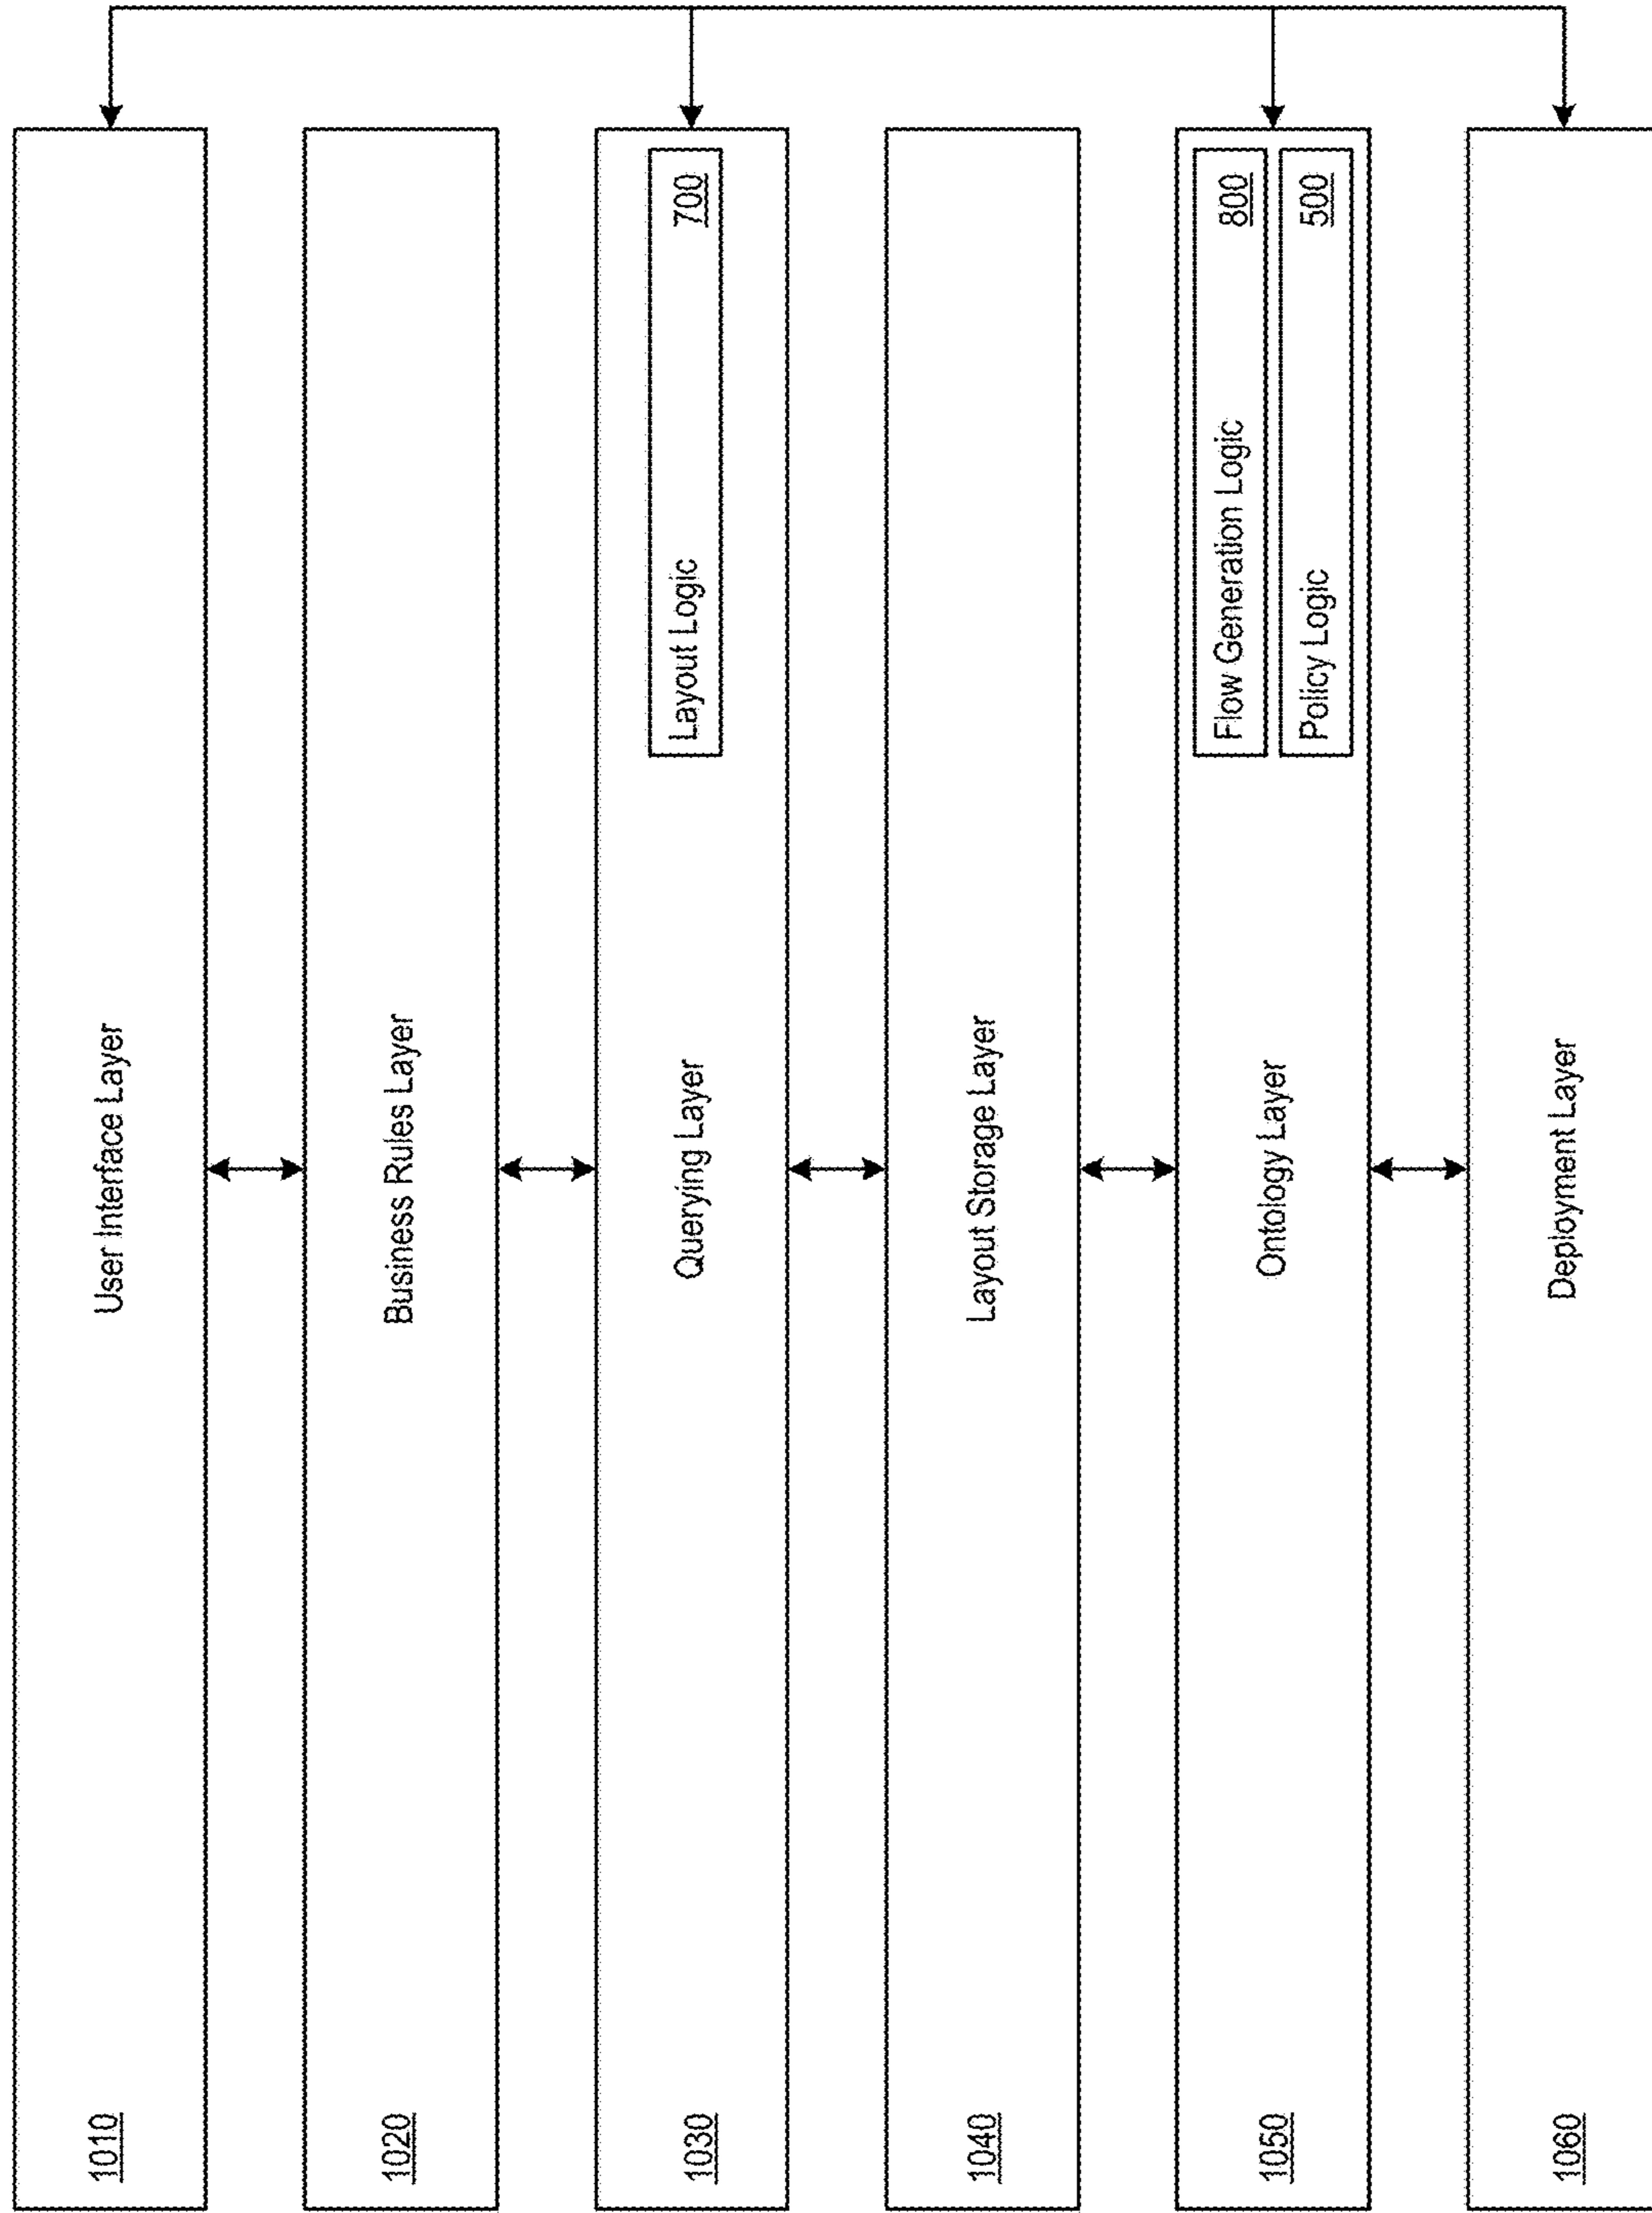 1010
User Interface Layer
1020
Business Rules Layer
1030
Querying Layer
Layout Logic
700
1040
Layout Storage Layer
1050
Ontology Layer
Flow Generation Logic
800
Policy Logic
500
1060
Deployment Layer